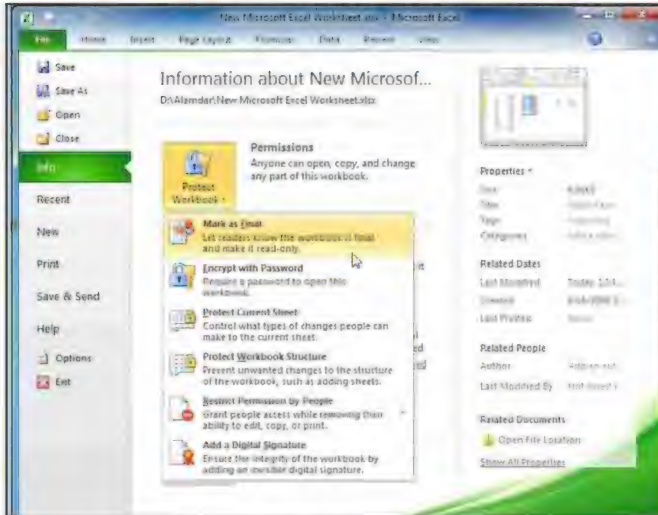 New Microsoft Excel Worksheet.xlsx - Microsoft Excel
File Home Insert Page Layout Formulas Data Review View
Save
Save As
Open
Close
Info
Recent
New
Print
Save & Send
Help
Options
Exit
Information about New Microsof...
D:\Alamdar\New Microsoft Excel Worksheet.xlsx
Protect
Workbook
Permissions
Anyone can open, copy, and change
any part of this workbook.
Mark as Final
Let readers know the workbook is final
and make it read-only.
Encrypt with Password
Require a password to open this
workbook.
Protect Current Sheet
Control what types of changes people can
make to the current sheet.
Protect Workbook Structure
Prevent unwanted changes to the structure
of the workbook, such as adding sheets.
Restrict Permission by People
Grant people access while removing their
ability to edit, copy, or print.
Add a Digital Signature
Ensure the integrity of the workbook by
adding an invisible digital signature.
it
Properties
Size
Title
Tags
Categories
Related Dates
Last Modified Today,
Created
Last Printed
Related People
Author
Last Modified By
Related Documents
Open File Location
Show All Properties